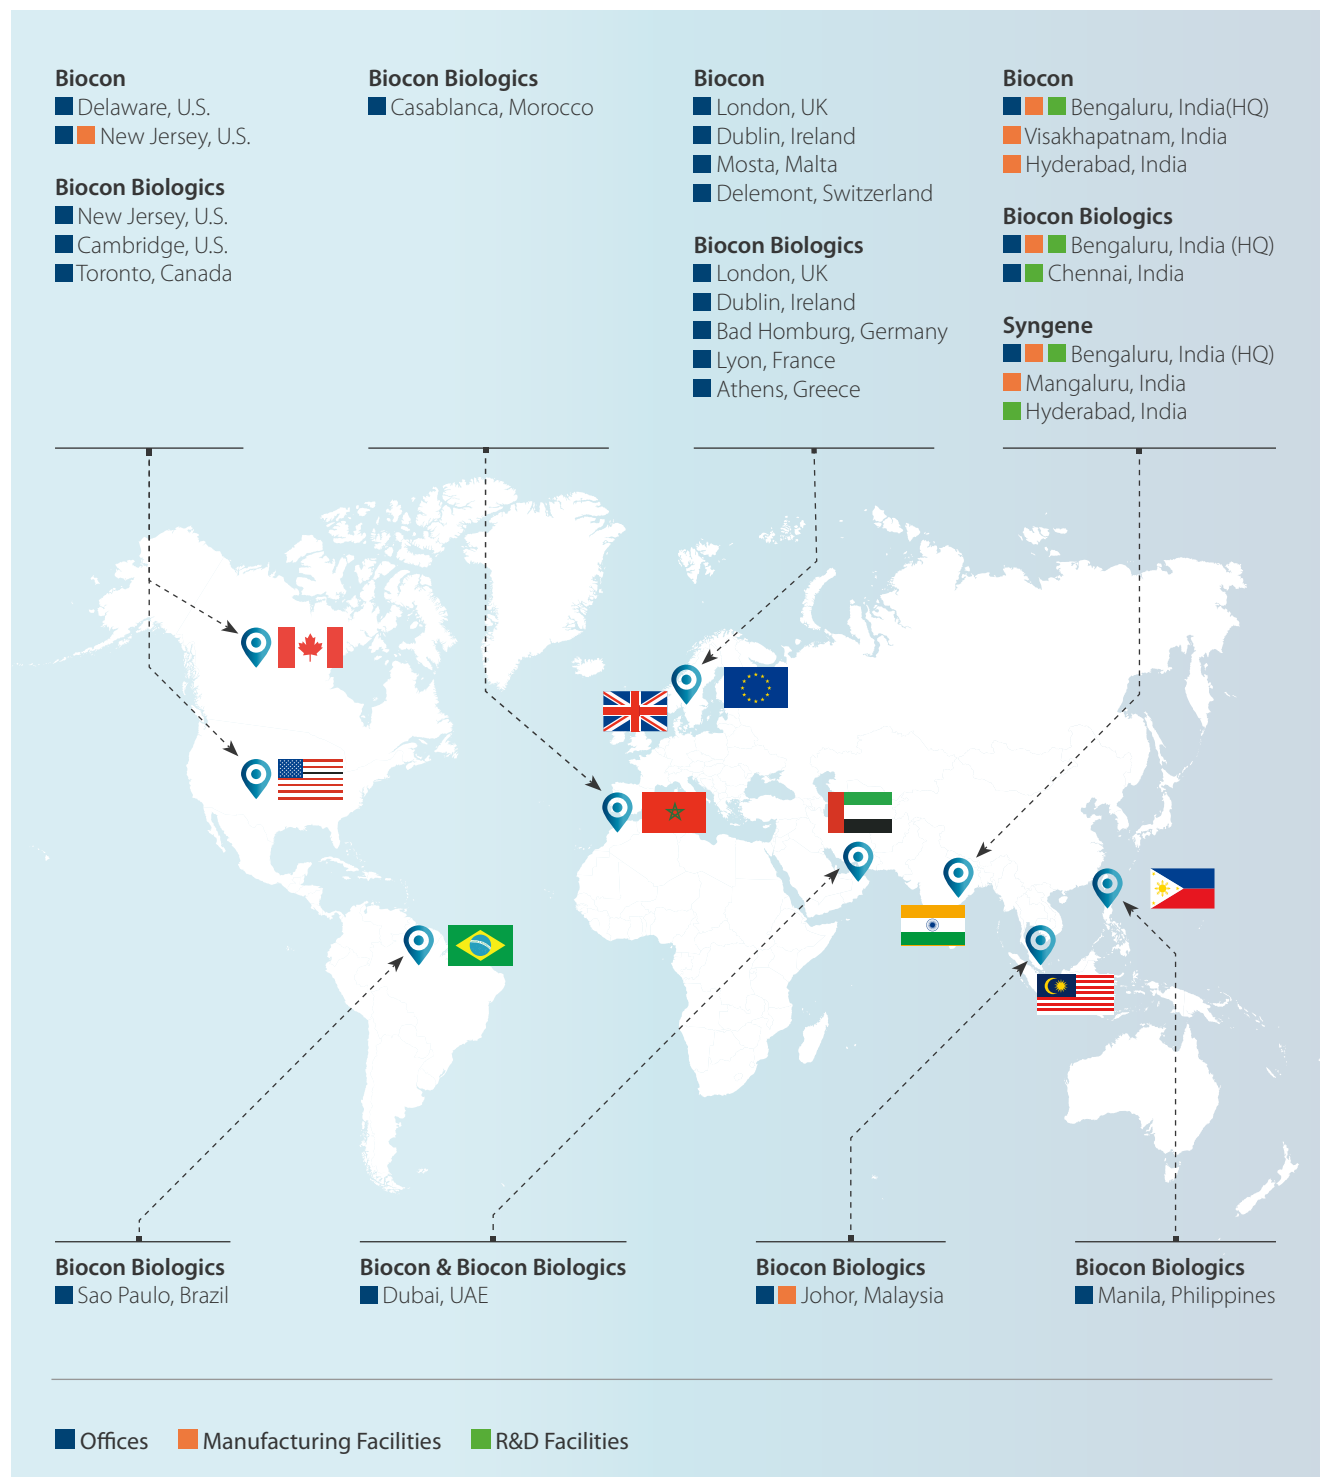 Biocon
Delaware, U.S.
New Jersey, U.S.
Biocon Biologics
New Jersey, U.S.
Cambridge, U.S.
Toronto, Canada
Biocon Biologics
Casablanca, Morocco
Biocon
London, UK
Dublin, Ireland
Mosta, Malta
Delemont, Switzerland
Biocon Biologics
London, UK
Dublin, Ireland
Bad Homburg, Germany
Lyon, France
Athens, Greece
Biocon
Bengaluru, India(HQ)
Visakhapatnam, India
Hyderabad, India
Biocon Biologics
Bengaluru, India (HQ)
Chennai, India
Syngene
Bengaluru, India (HQ)
Mangaluru, India
Hyderabad, India
Biocon Biologics
Sao Paulo, Brazil
Biocon & Biocon Biologics
Dubai, UAE
Biocon Biologics
Johor, Malaysia
Biocon Biologics
Manila, Philippines
Offices
Manufacturing Facilities
R&D Facilities